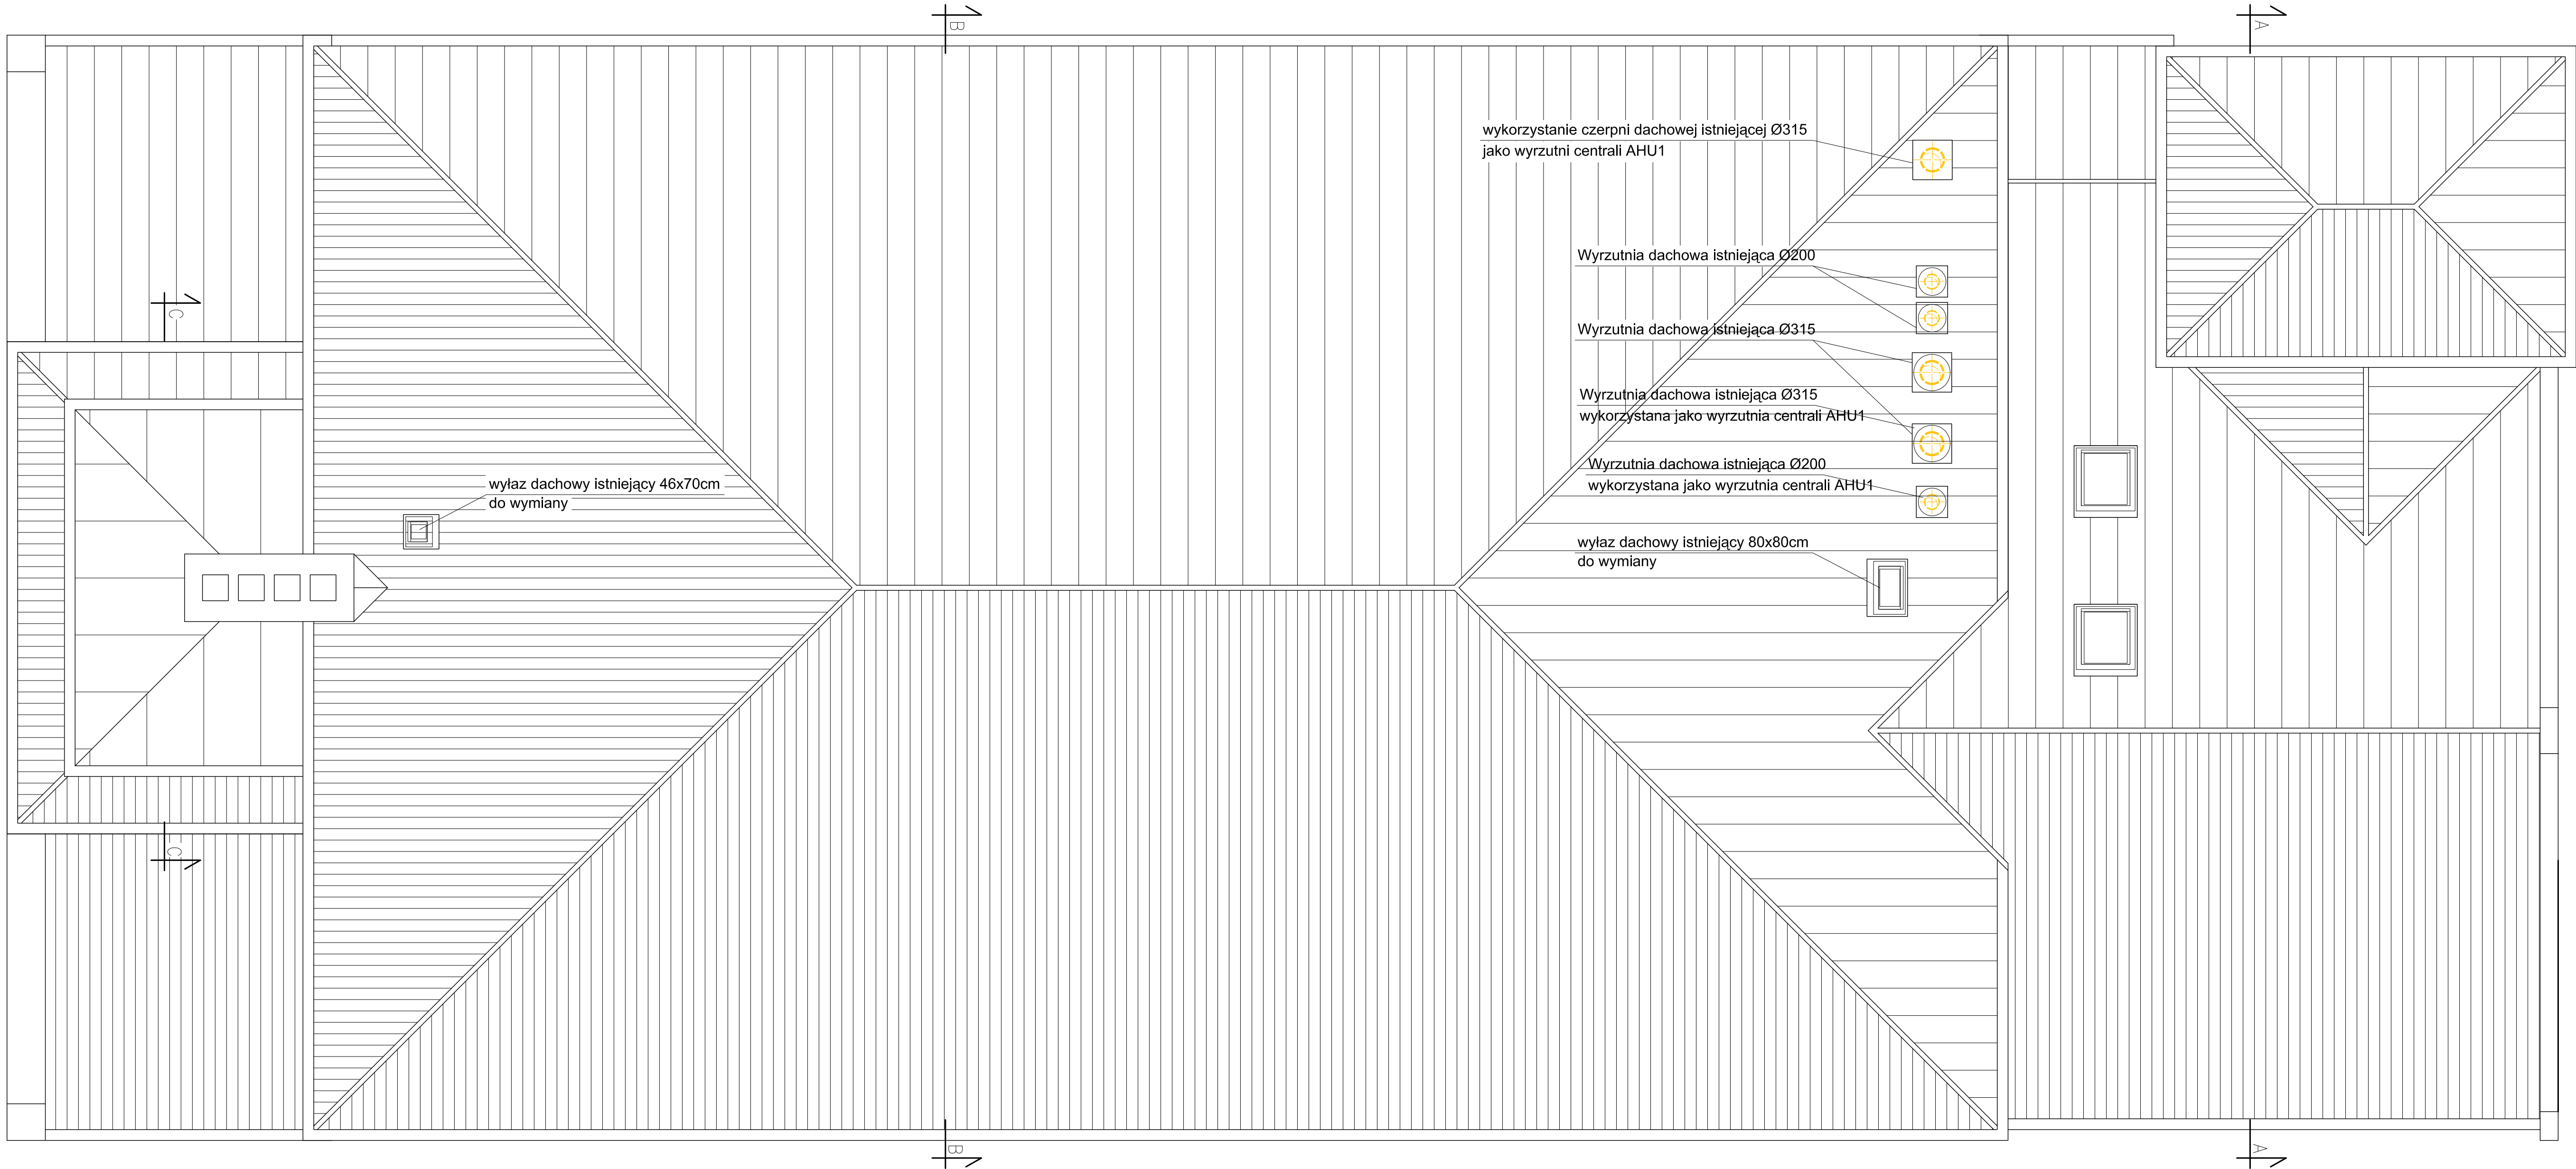 B
A
wykorzystanie czerpni dachowej istniejącej Ø315
jako wyrzutni centrali AHU1
Wyrzutnia dachowa istniejąca Ø200
C
Wyrzutnia dachowa istniejąca Ø315
Wyrzutnia dachowa istniejąca Ø315
wykorzystana jako wyrzutnia centrali AHU1
Wyrzutnia dachowa istniejąca Ø200
wykorzystana jako wyrzutnia centrali AHU1
wyłaz dachowy istniejący 46x70cm
do wymiany
wyłaz dachowy istniejący 80x80cm
do wymiany
C
B
A